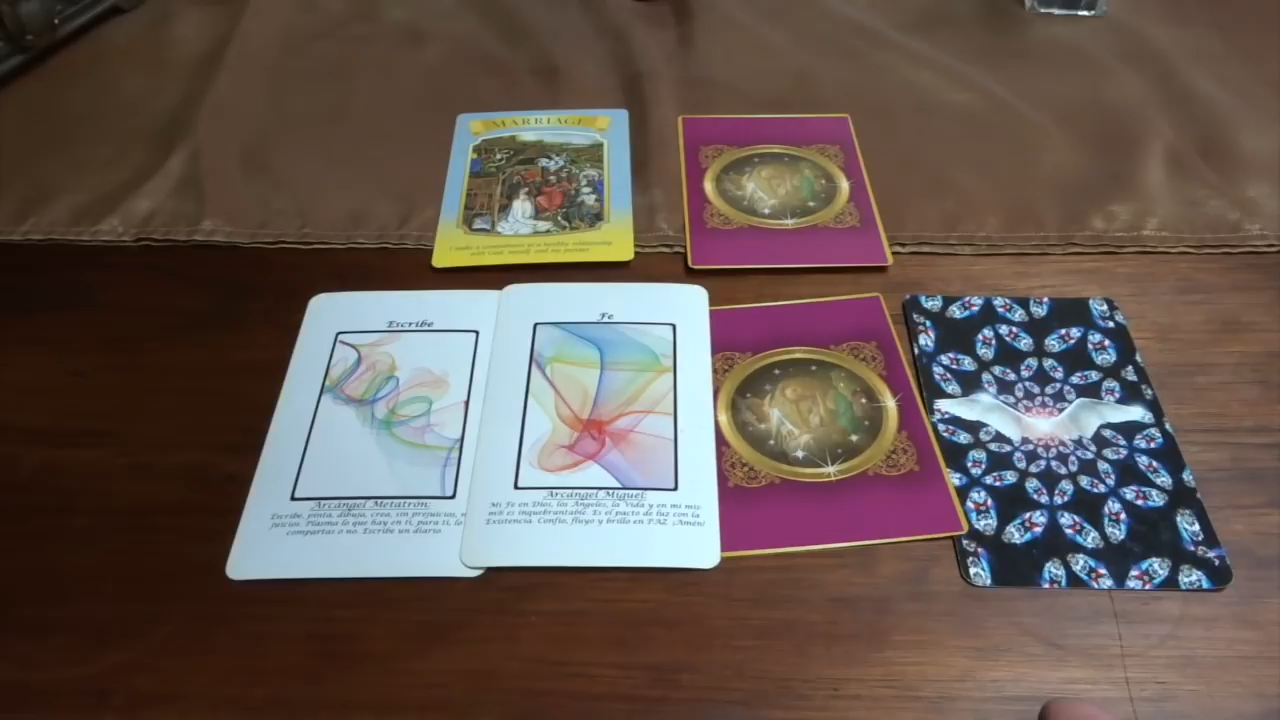 MARRIAGE
I make a commitment to a healthy relationship
with God, myself and my partner
Escribe
Arcángel Metatrón:
Escribe, pinta, dibuja, crea, sin prejuicios, n
juicios. Plasma lo que hay en ti, para ti, lo
compartas o no. Escribe un diario
Fe
Arcángel Miguel:
Mi Fe en Dios, los Ángeles, la Vida y en mi mis
m@ es inquebrantable. Es el pacto de luz con la
Existencia. Confío, fluyo y brillo en PAZ ¡Amén!